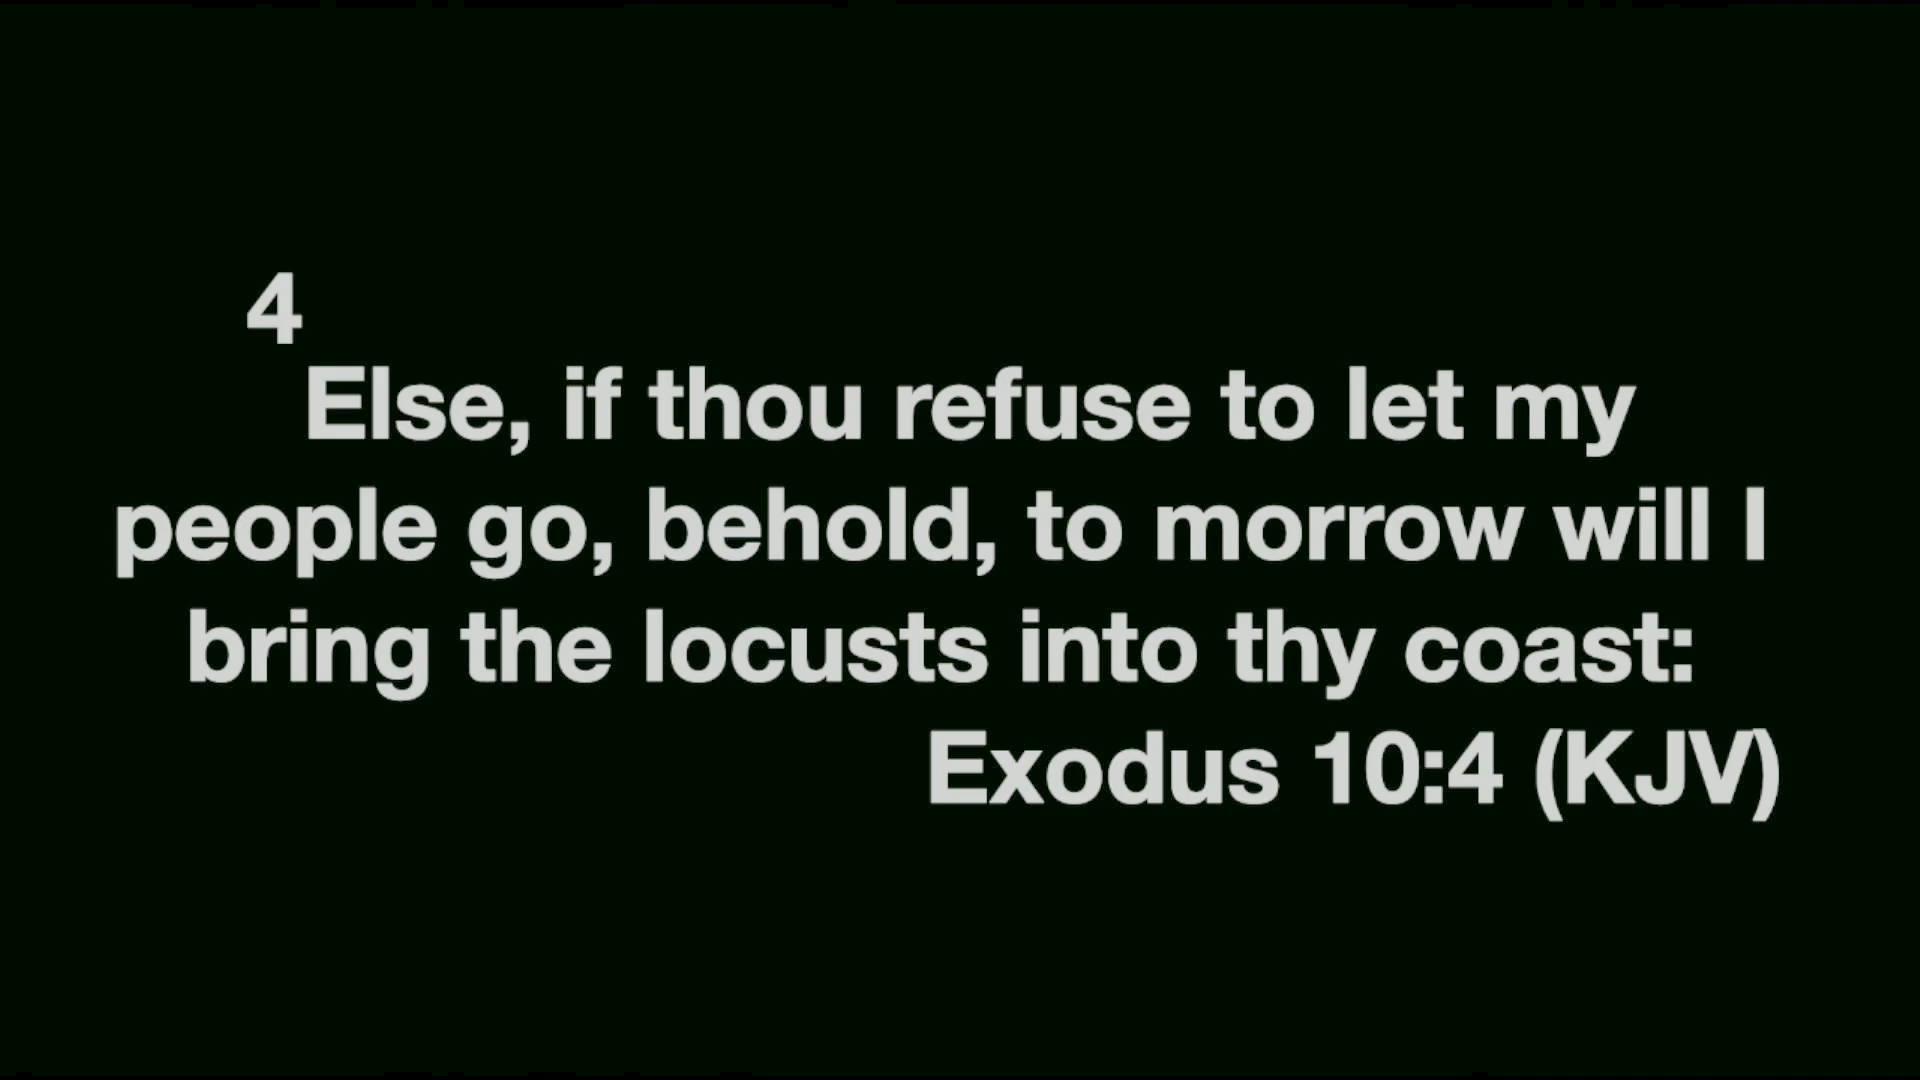 4
Else, if thou refuse to let my
people go, behold, to morrow will I
bring the locusts into thy coast:
Exodus 10:4 (KJV)